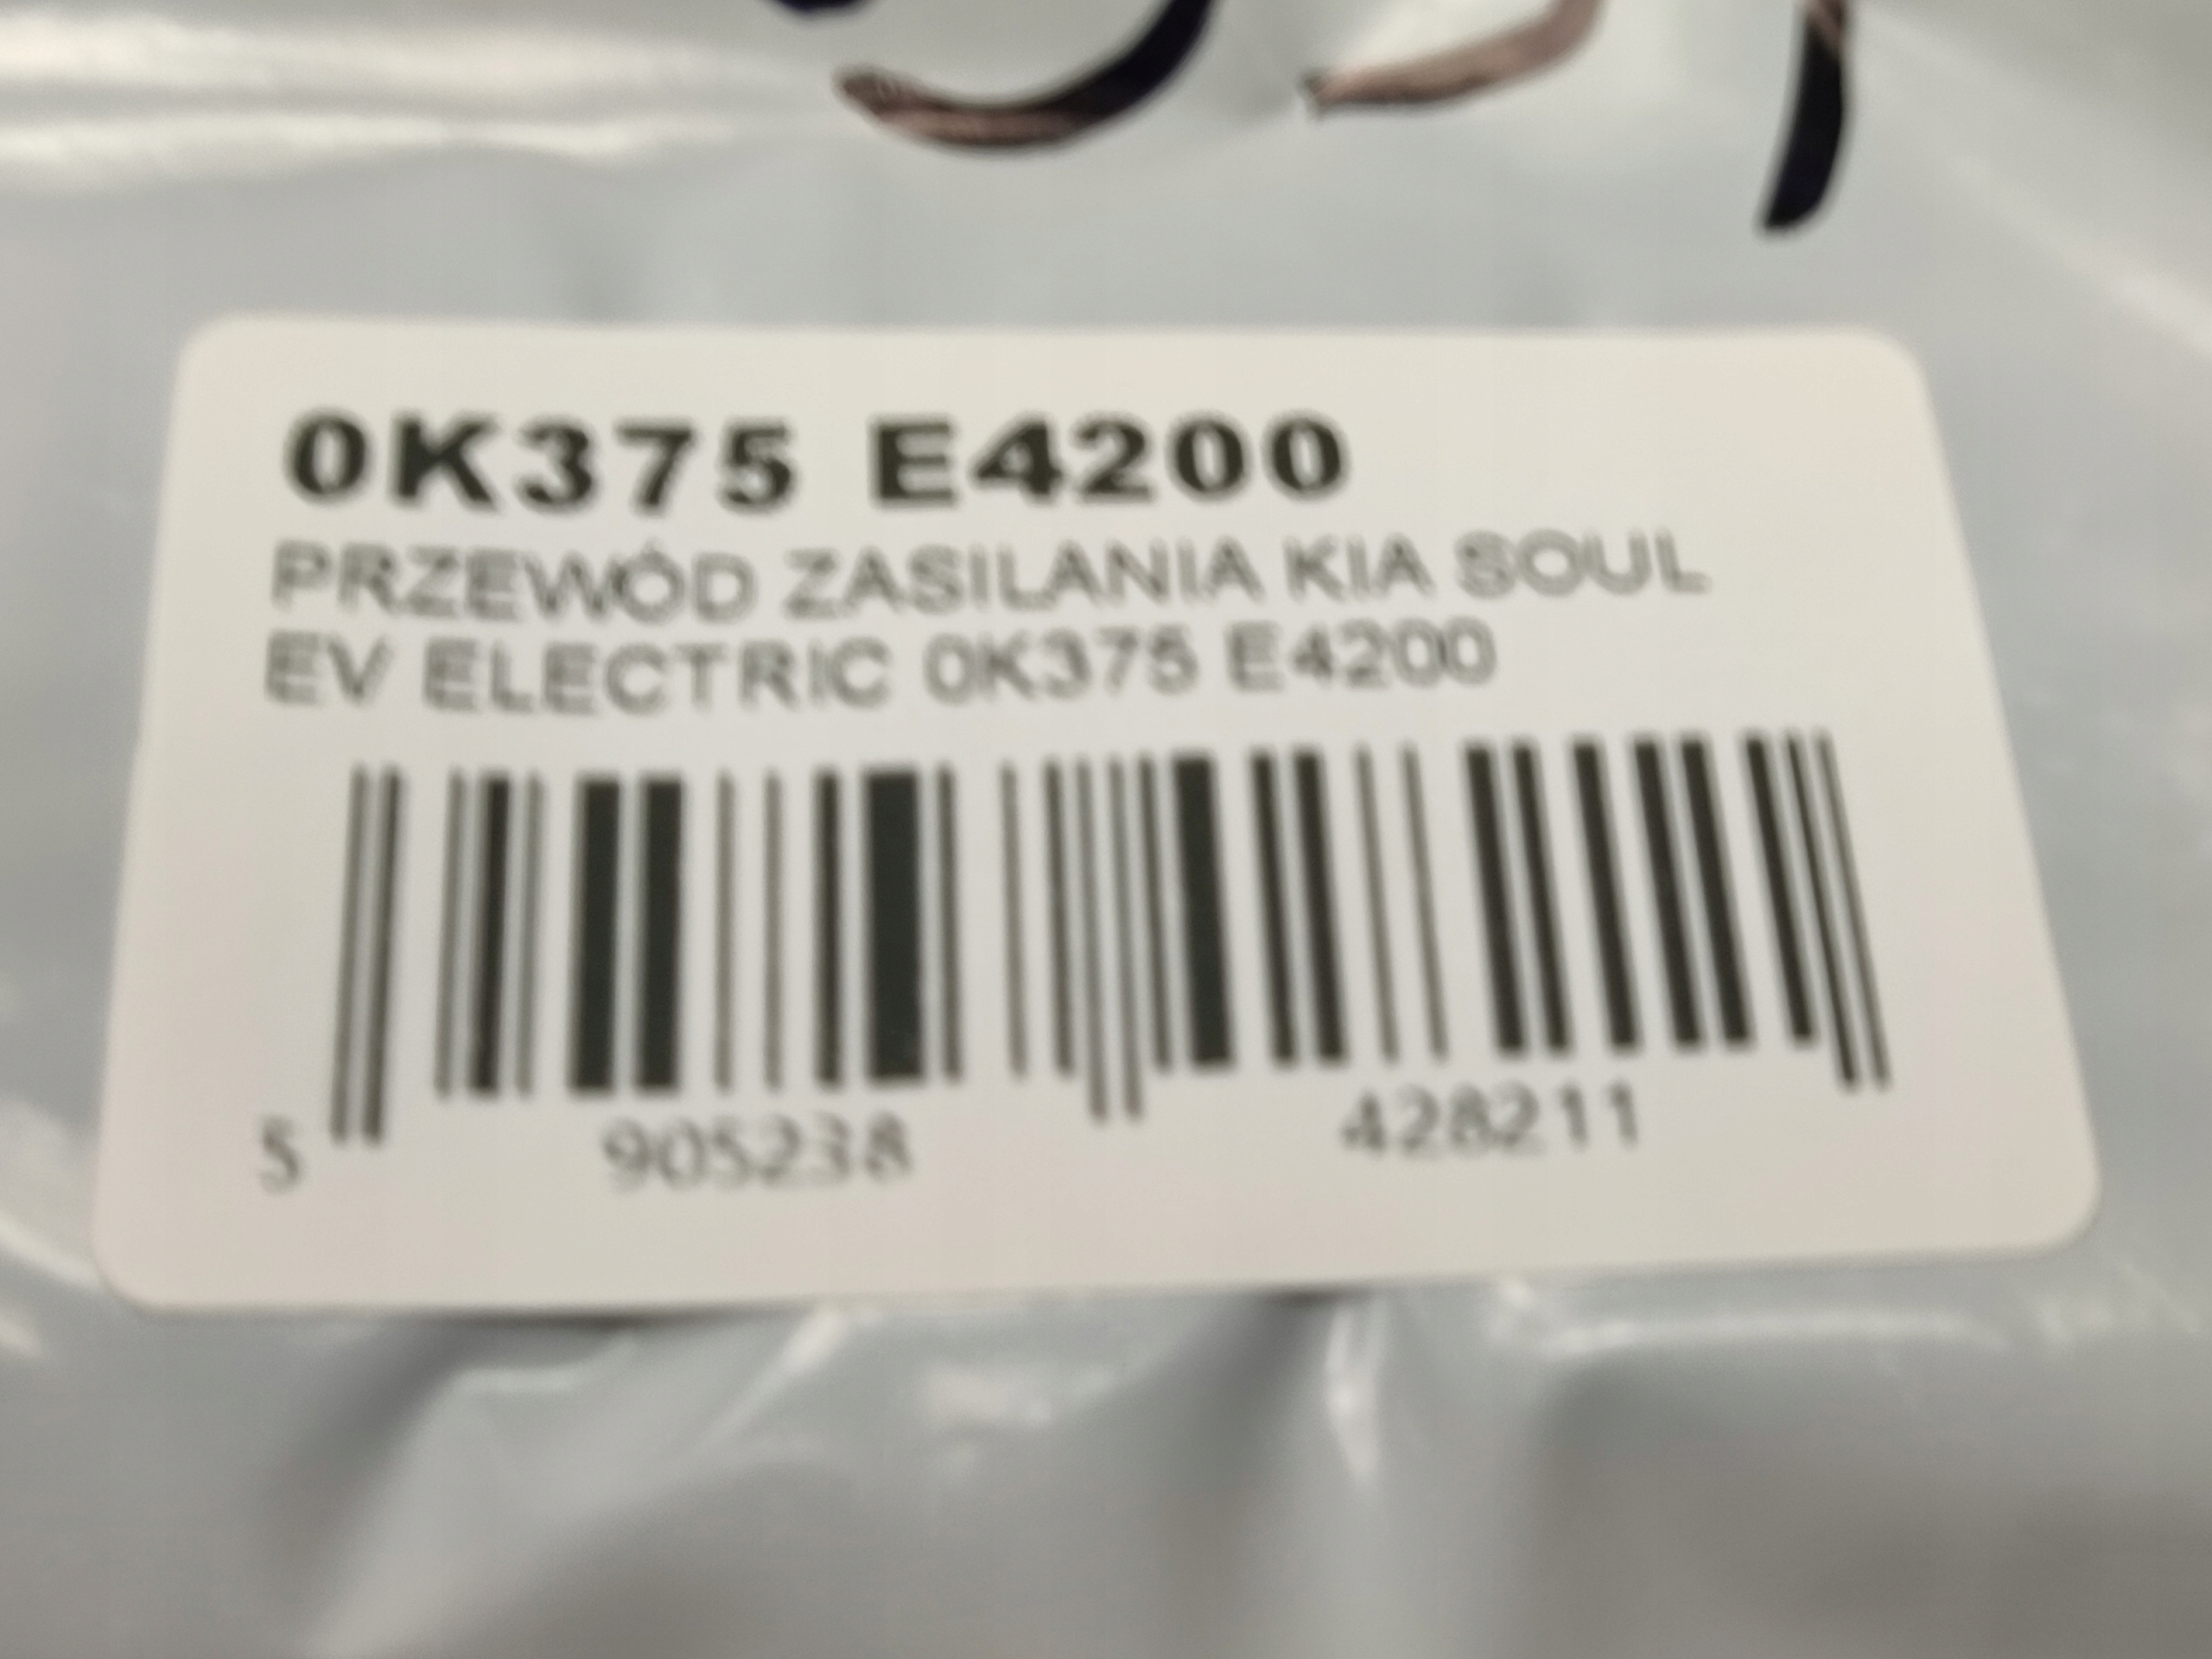 0K375 E4200
PRZEWÓD ZASILANIA KIA SOUL
EV ELECTRIC 0K375 E4200
5 905238 428211